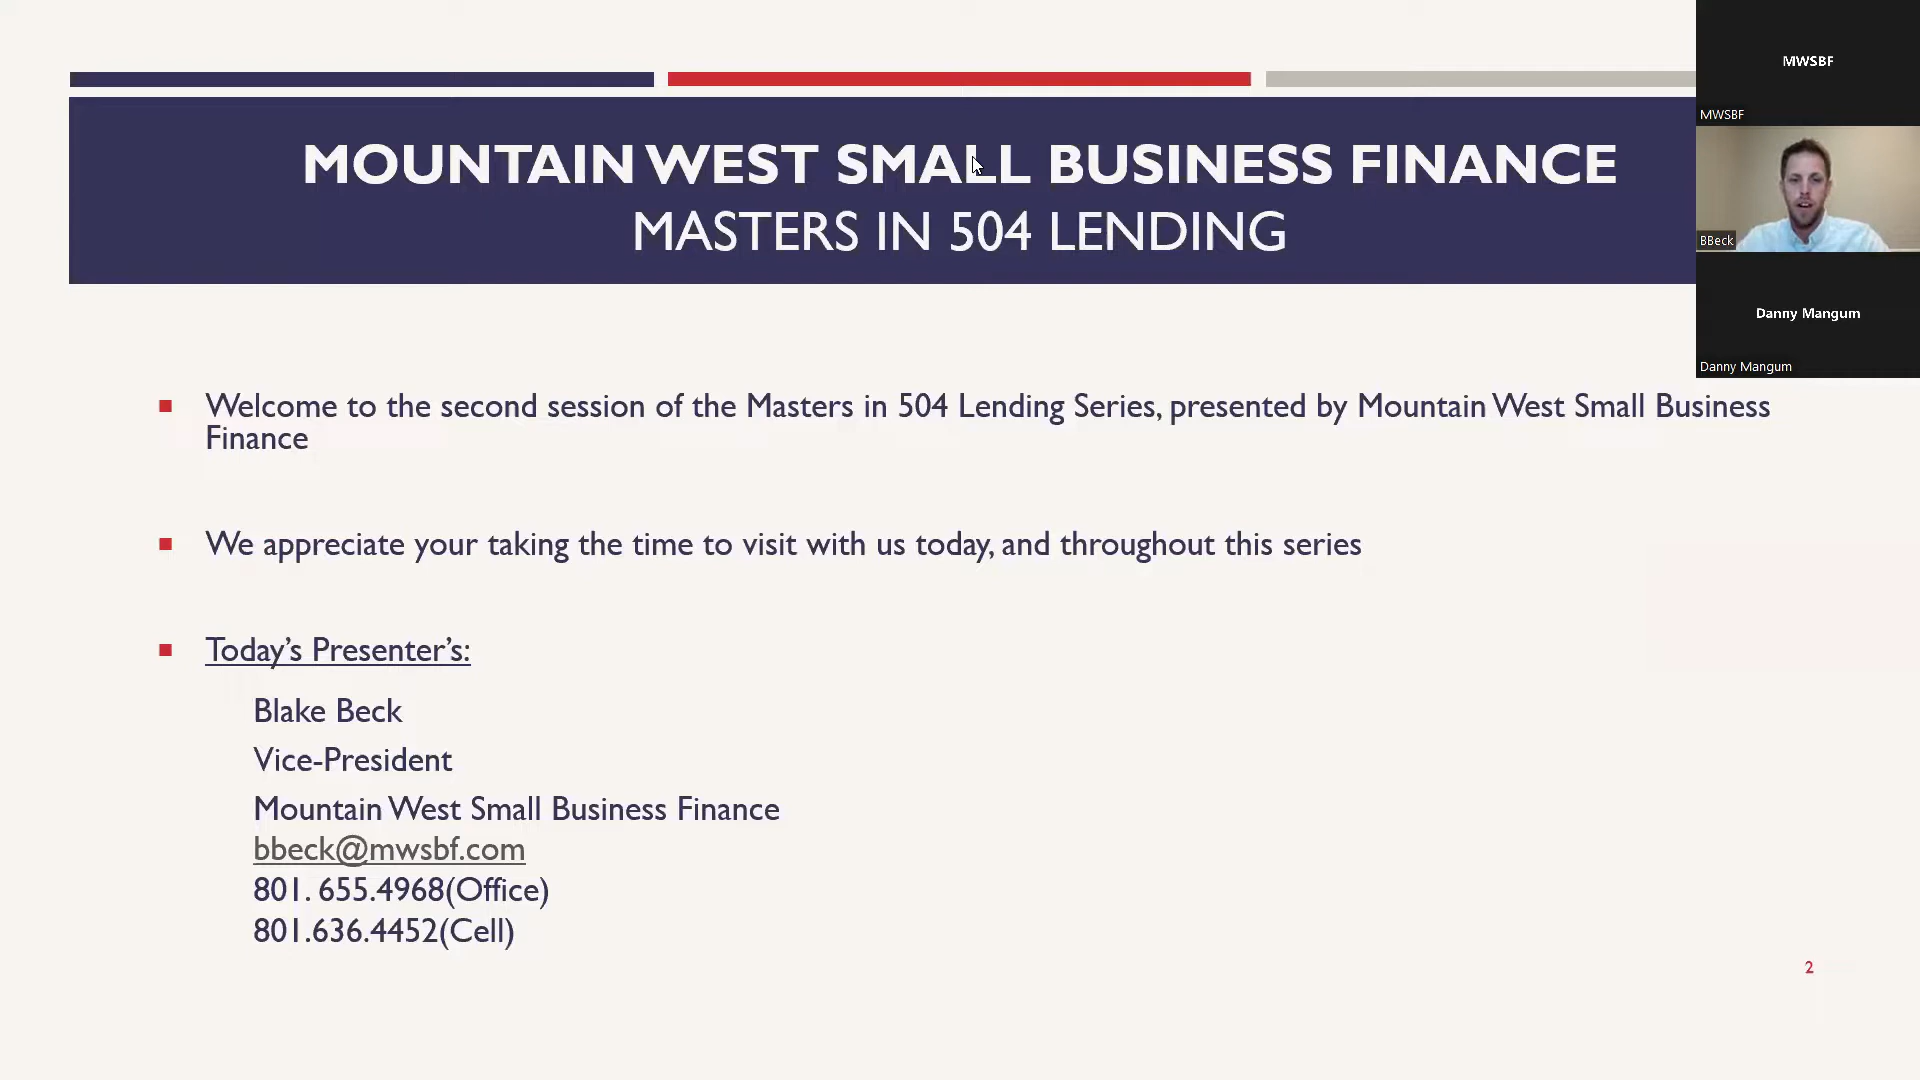 MOUNTAIN WEST SMALL BUSINESS FINANCE
MASTERS IN 504 LENDING
MWSBF
MWSBF
BBeck
Danny Mangum
Danny Mangum
Welcome to the second session of the Masters in 504 Lending Series, presented by Mountain West Small Business
Finance
We appreciate your taking the time to visit with us today, and throughout this series
Today's Presenter's:
Blake Beck
Vice-President
Mountain West Small Business Finance
bbeck@mwsbf.com
801. 655.4968(Office)
801.636.4452(Cell)
2